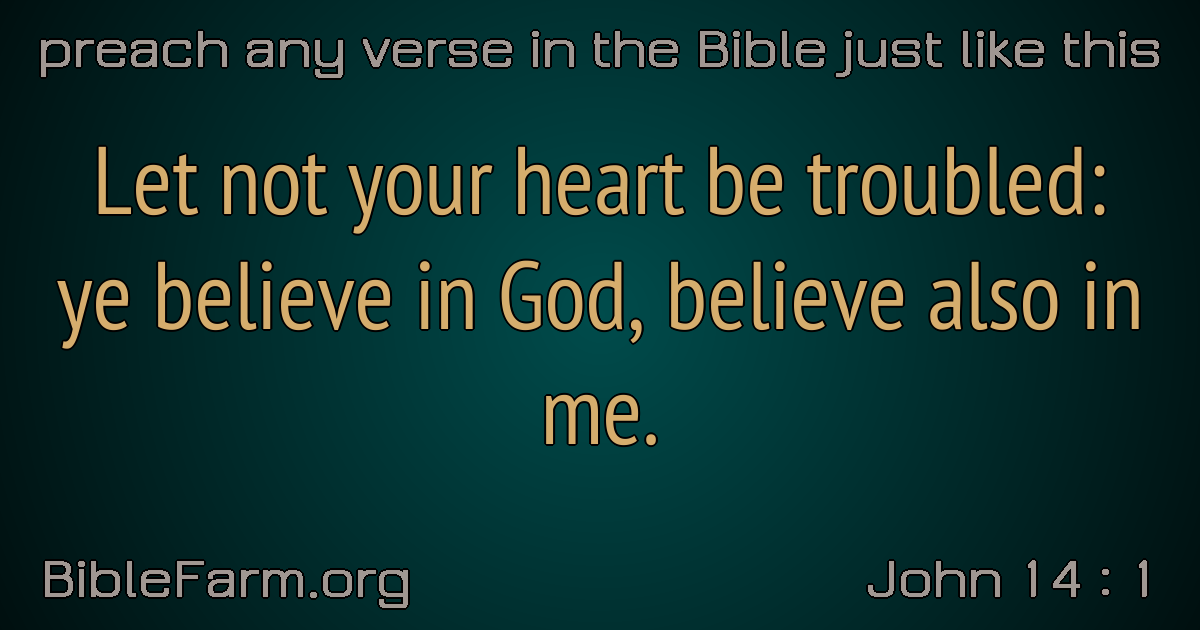 preach any verse in the Bible just like this
Let not your heart be troubled:
ye believe in God, believe also in
me.
BibleFarm.org
John 14 : 1